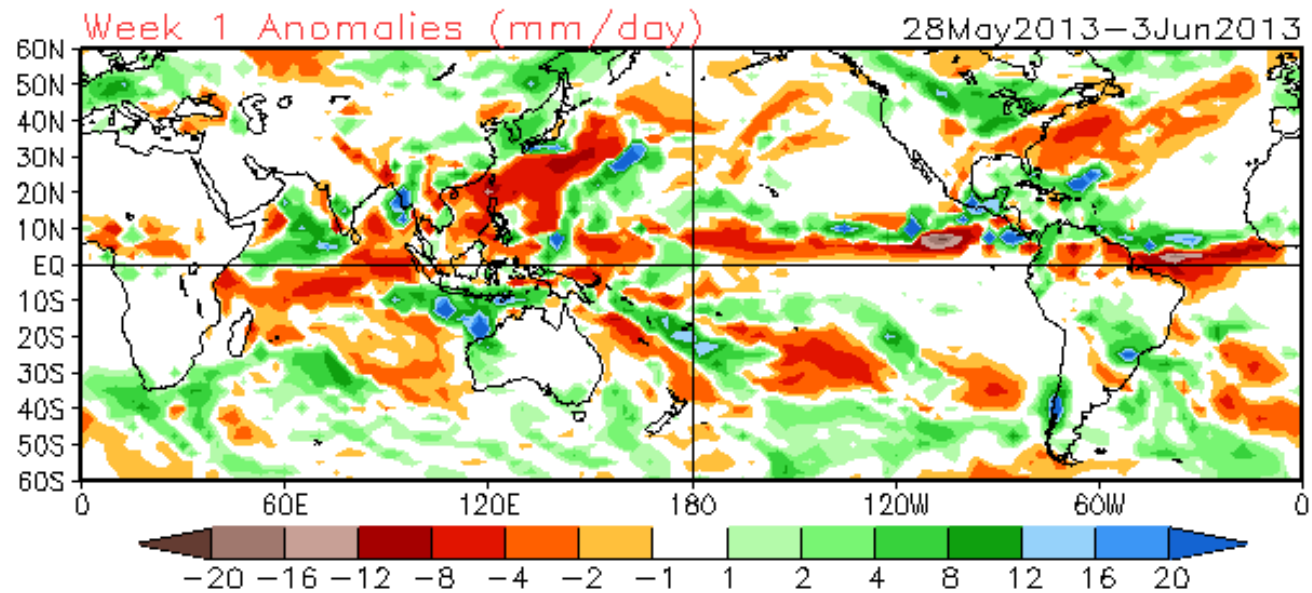 Week 1 Anomalies (mm/day) 28May2013-3Jun2013
60N
50N
40N
30N
20N
10N
EQ
10S
20S
30S
40S
50S
60S
0 60E 120E 180 120W 60W 0
-20 -16 -12 -8 -4 -2 -1 1 2 4 8 12 16 20